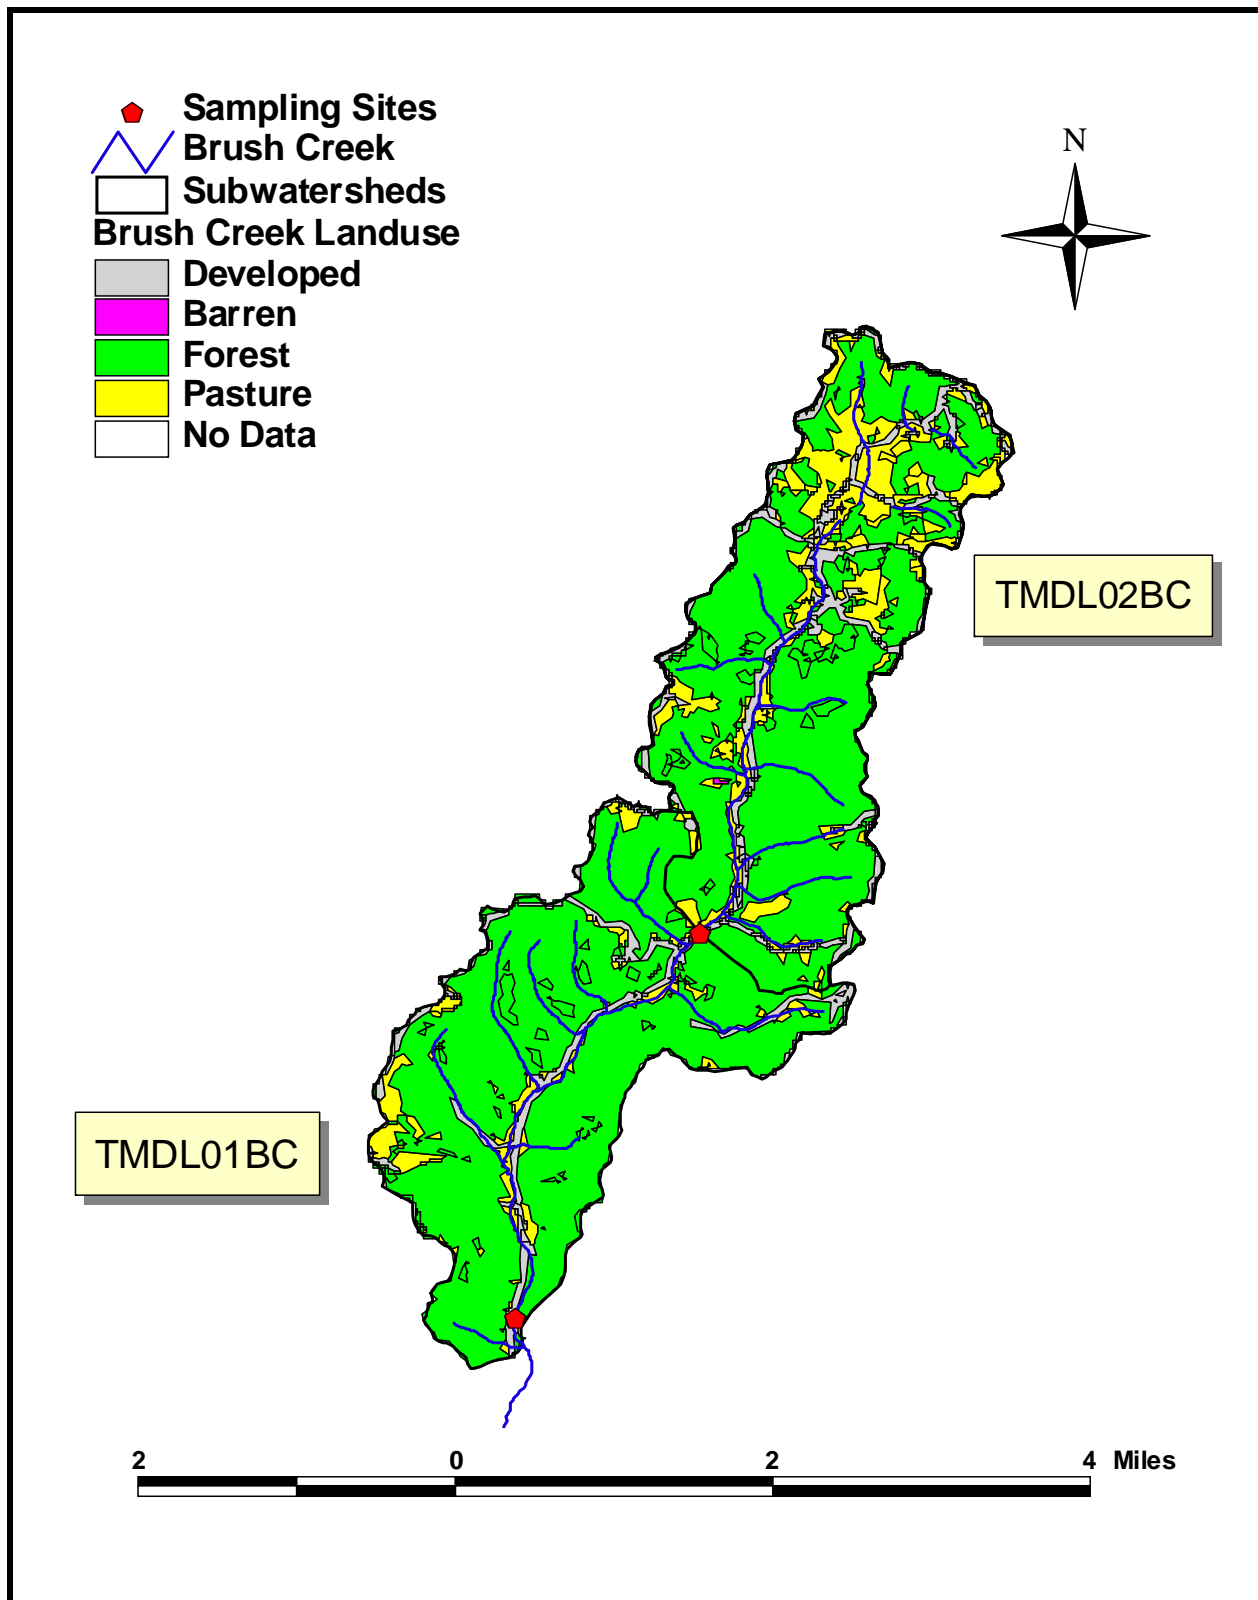 Sampling Sites
Brush Creek
Subwatersheds
Brush Creek Landuse
Developed
Barren
Forest
Pasture
No Data
N
TMDL02BC
TMDL01BC
2 0 2 4 Miles